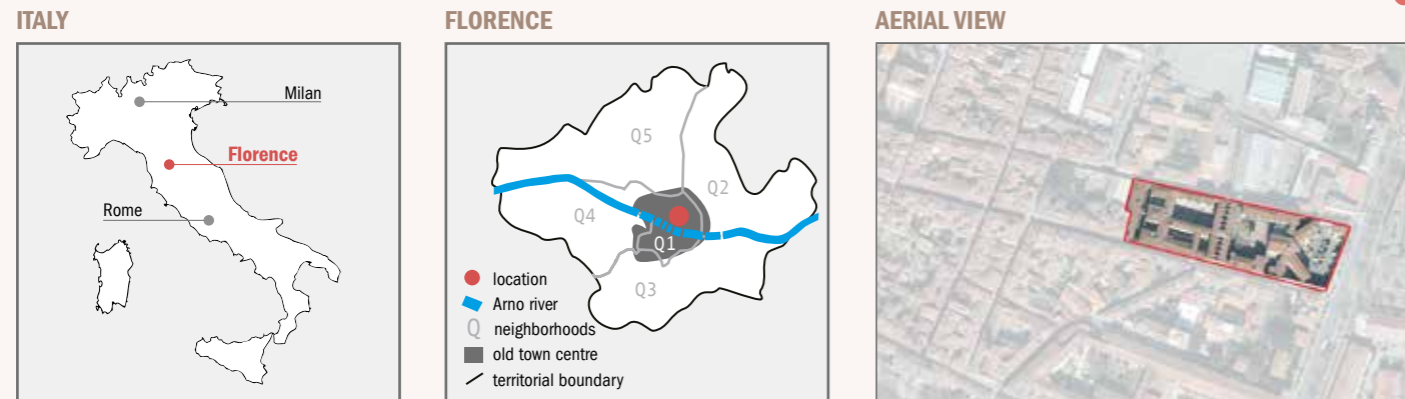 ITALY
Milan
Florence
Rome
FLORENCE
Q5
Q2
Q4
Q1
Q3
location
Arno river
Q neighborhoods
old town centre
territorial boundary
AERIAL VIEW